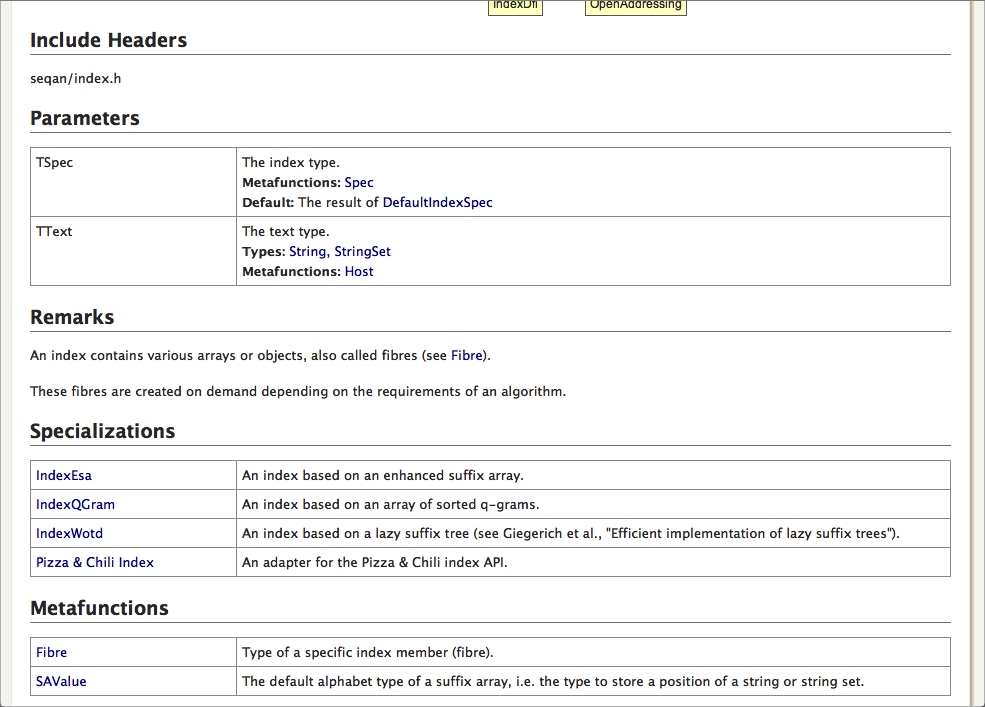 IndexDfi OpenAddressing
Include Headers
seqan/index.h
Parameters
TSpec The index type.
Metafunctions: Spec
Default: The result of DefaultIndexSpec
TText The text type.
Types: String, StringSet
Metafunctions: Host
Remarks
An index contains various arrays or objects, also called fibres (see Fibre).
These fibres are created on demand depending on the requirements of an algorithm.
Specializations
IndexEsa An index based on an enhanced suffix array.
IndexQGram An index based on an array of sorted q-grams.
IndexWotd An index based on a lazy suffix tree (see Giegerich et al., "Efficient implementation of lazy suffix trees").
Pizza & Chili Index An adapter for the Pizza & Chili index API.
Metafunctions
Fibre Type of a specific index member (fibre).
SAValue The default alphabet type of a suffix array, i.e. the type to store a position of a string or string set.